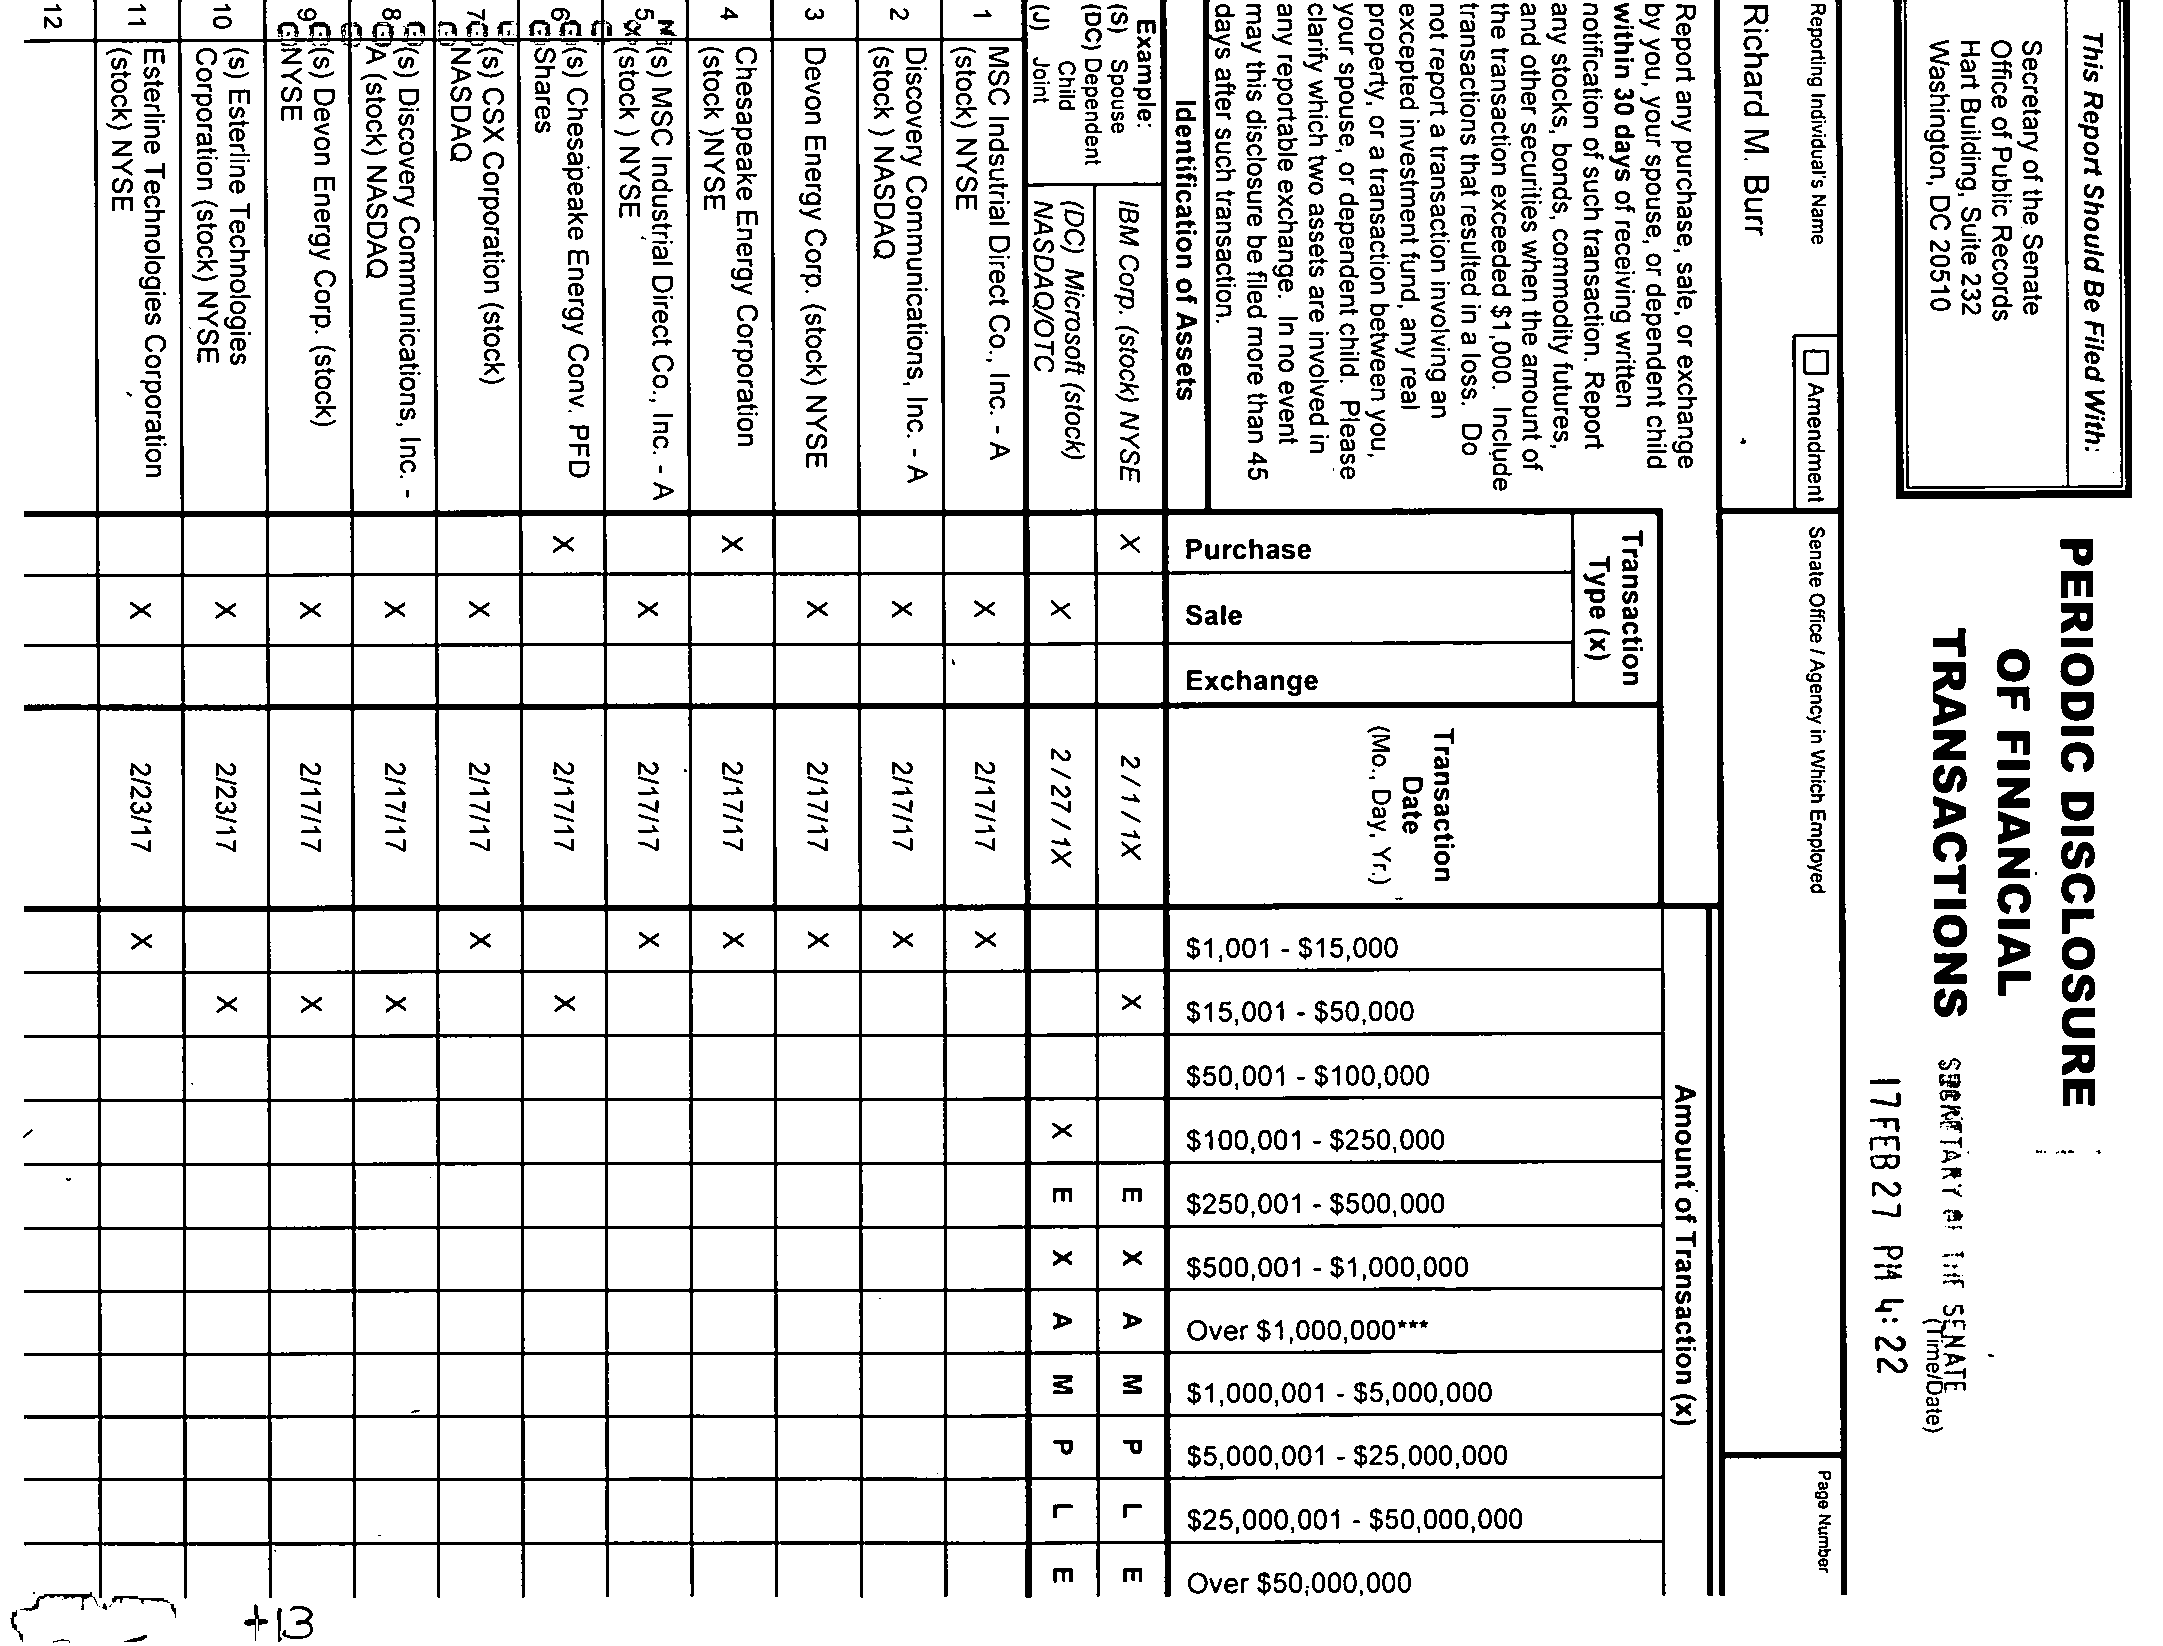 This Report Should Be Filed With:
Secretary of the Senate
Office of Public Records
Hart Building, Suite 232
Washington, DC 20510
PERIODIC DISCLOSURE
OF FINANCIAL
TRANSACTIONS
SECRETARY OF THE SENATE
(Time/Date)
17 FEB 27 PM 4:22
Reporting Individual's Name
Amendment
Senate Office / Agency in Which Employed
Page Number
Richard M. Burr
Report any purchase, sale, or exchange
by you, your spouse, or dependent child
within 30 days of receiving written
notification of such transaction. Report
any stocks, bonds, commodity futures,
and other securities when the amount of
the transaction exceeded $1,000. Include
transactions that resulted in a loss. Do
not report a transaction involving an
excepted investment fund, any real
property, or a transaction between you,
your spouse, or dependent child. Please
clarify which two assets are involved in
any reportable exchange. In no event
may this disclosure be filed more than 45
days after such transaction.
Identification of Assets
Transaction
Type (x)
Purchase
Sale
Exchange
Transaction
Date
(Mo., Day, Yr.)
Amount of Transaction (x)
$1,001 - $15,000
$15,001 - $50,000
$50,001 - $100,000
$100,001 - $250,000
$250,001 - $500,000
$500,001 - $1,000,000
Over $1,000,000***
$1,000,001 - $5,000,000
$5,000,001 - $25,000,000
$25,000,001 - $50,000,000
Over $50,000,000
Example:
(S) Spouse
(DC) Dependent
Child
(J) Joint
IBM Corp. (stock) NYSE X 2 / 1 / 1X X E X A M P L E
(DC) Microsoft (stock)
NASDAQ/OTC X 2 / 27 / 1X X E X A M P L E
1 MSC Indsutrial Direct Co., Inc. - A
(stock) NYSE X 2/17/17 X
2 Discovery Communications, Inc. - A
(stock ) NASDAQ X 2/17/17 X
3 Devon Energy Corp. (stock) NYSE X 2/17/17 X
4 Chesapeake Energy Corporation
(stock )NYSE X 2/17/17 X
5 (s) MSC Industrial Direct Co., Inc. - A
(stock ) NYSE X 2/17/17 X
6 (s) Chesapeake Energy Conv. PFD
Shares X 2/17/17 X
7 (s) CSX Corporation (stock)
NASDAQ X 2/17/17 X
8 (s) Discovery Communications, Inc. -
A (stock) NASDAQ X 2/17/17 X
9 (s) Devon Energy Corp. (stock)
NYSE X 2/17/17 X
10 (s) Esterline Technologies
Corporation (stock) NYSE X 2/23/17 X
11 Esterline Technologies Corporation
(stock) NYSE X 2/23/17 X
12
+13